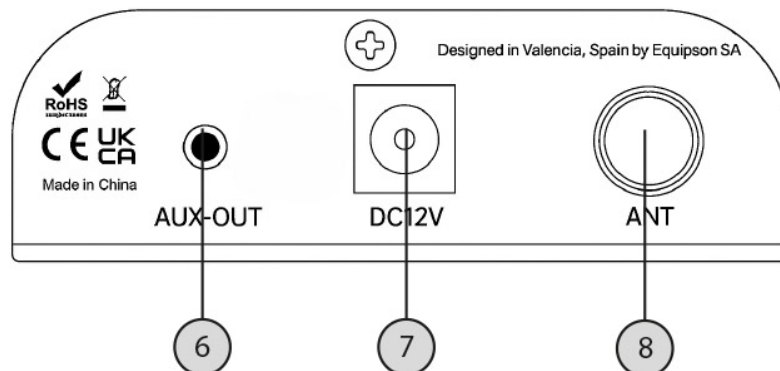 Designed in Valencia, Spain by Equipson SA
RoHS
CE UK
CA
Made in China
AUX-OUT DC12V ANT
6 7 8